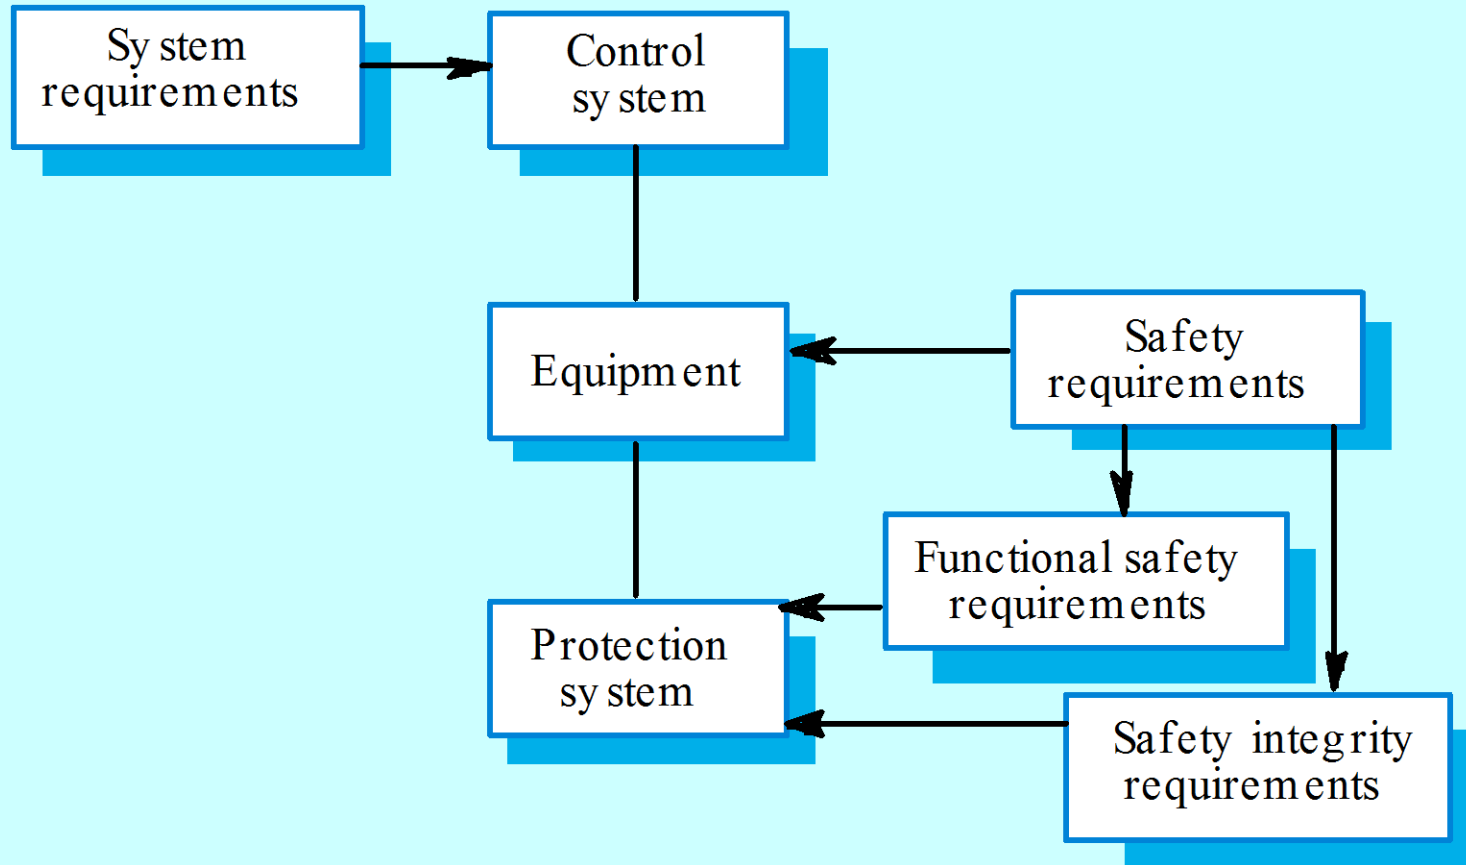 System
requirements
Control
system
Equipment
Safety
requirements
Functional safety
requirements
Protection
system
Safety integrity
requirements